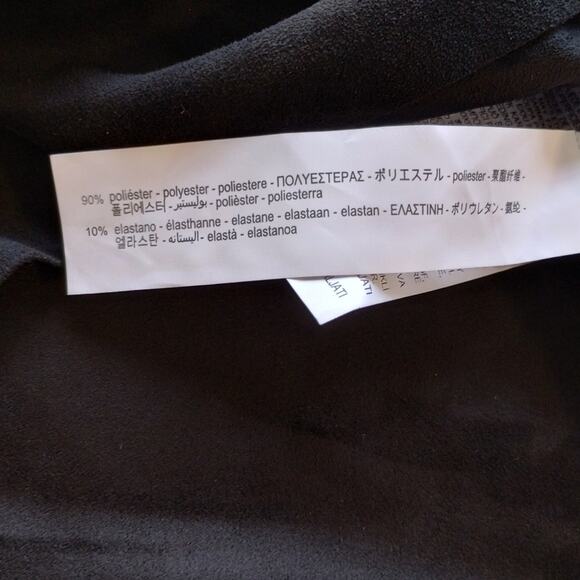 90% poliéster - polyester - poliestere - ΠΟΛΥΕΣΤΕΡΑΣ - ポリエステル - poliester - 聚酯纤维 -
폴리에스터 - بوليستير - polièster - poliesterra
10% elastano - élasthanne - elastane - elastaan - elastan - ΕΛΑΣΤΙΝΗ - ポリウレタン - 氨纶 -
엘라스탄 - اليستانه - elastà - elastanoa